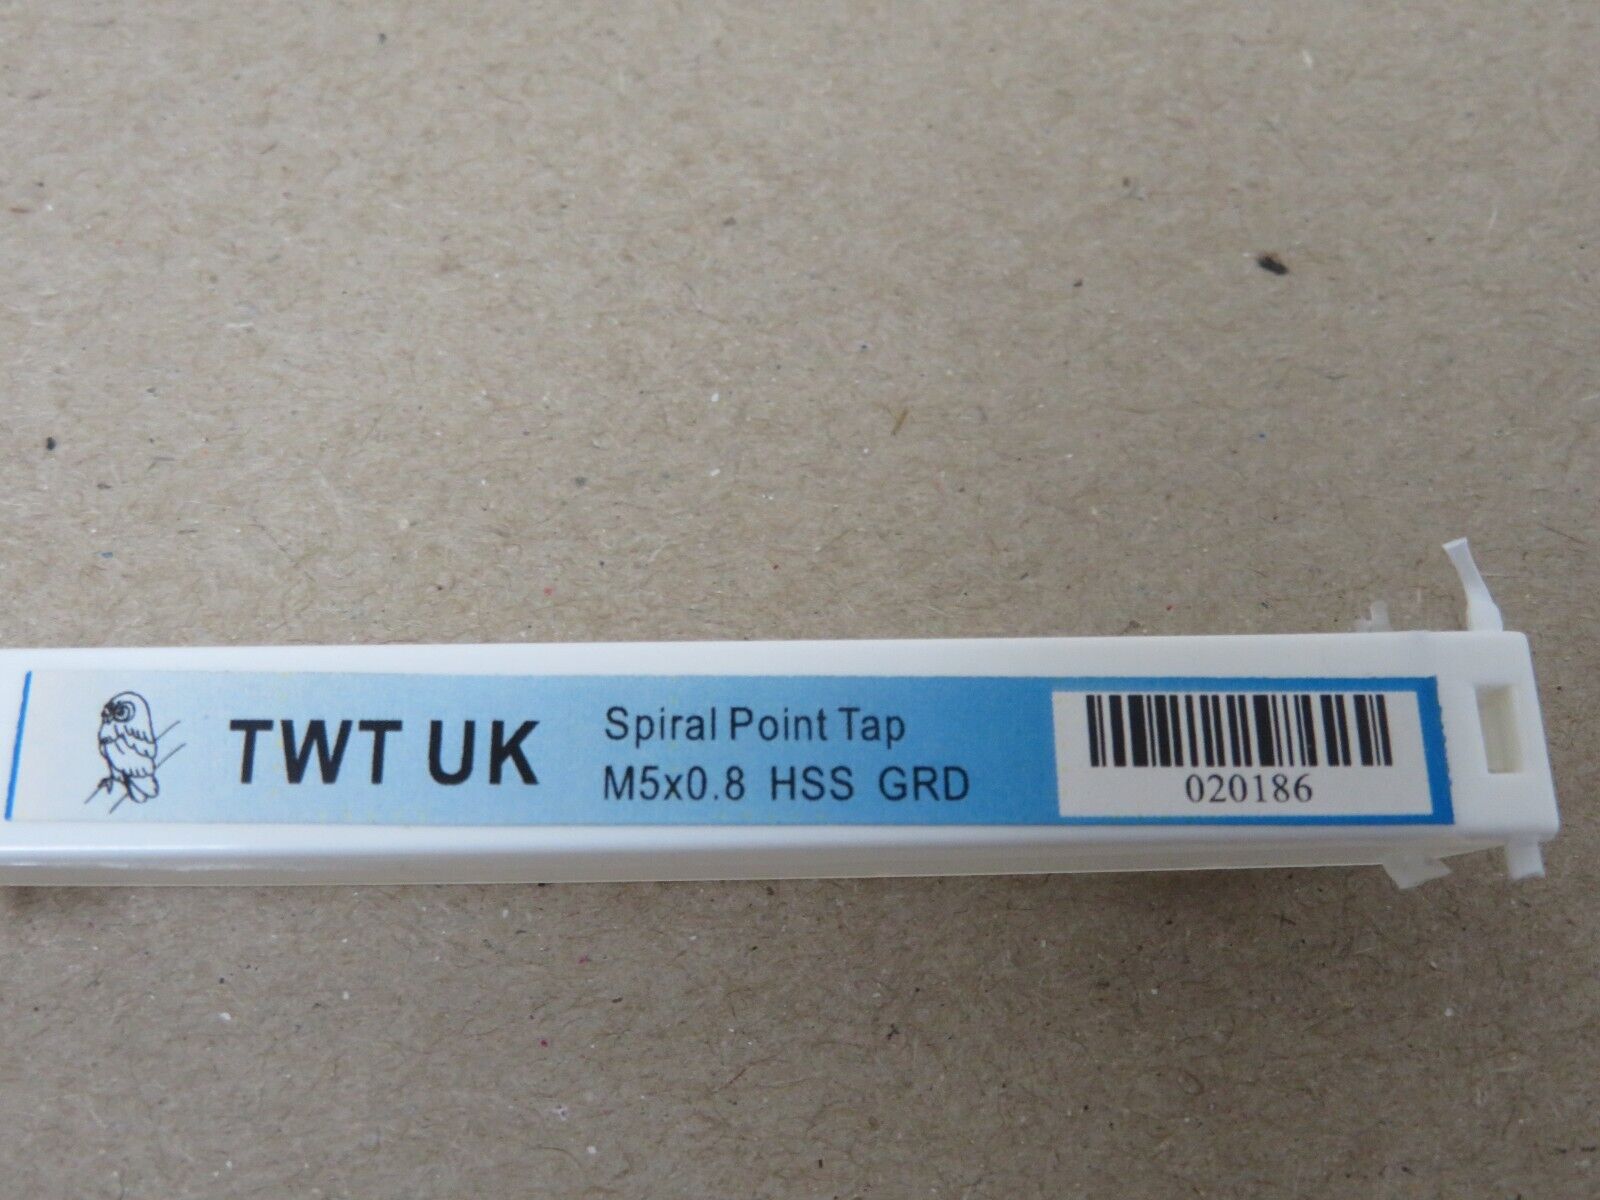 TWT UK
Spiral Point Tap
M5x0.8 HSS GRD
020186